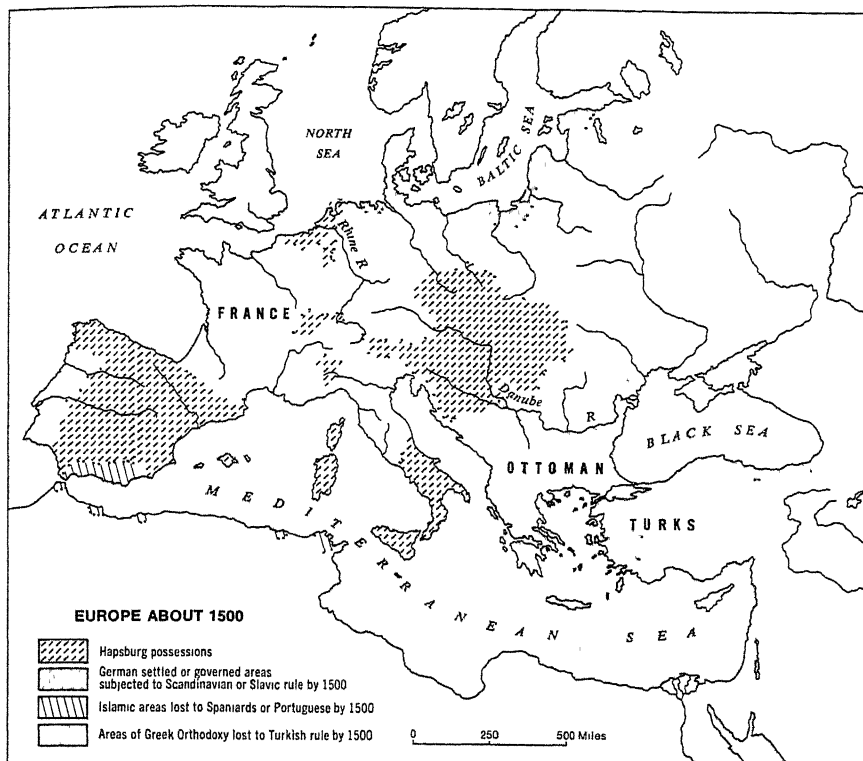 NORTH
SEA
BALTIC SEA
ATLANTIC
OCEAN
Rhine R
FRANCE
Danube
R
BLACK SEA
OTTOMAN
TURKS
MEDITER-RANEAN SEA
EUROPE ABOUT 1500
Hapsburg possessions
German settled or governed areas
subjected to Scandinavian or Slavic rule by 1500
Islamic areas lost to Spaniards or Portuguese by 1500
Areas of Greek Orthodoxy lost to Turkish rule by 1500
0 250 500 Miles